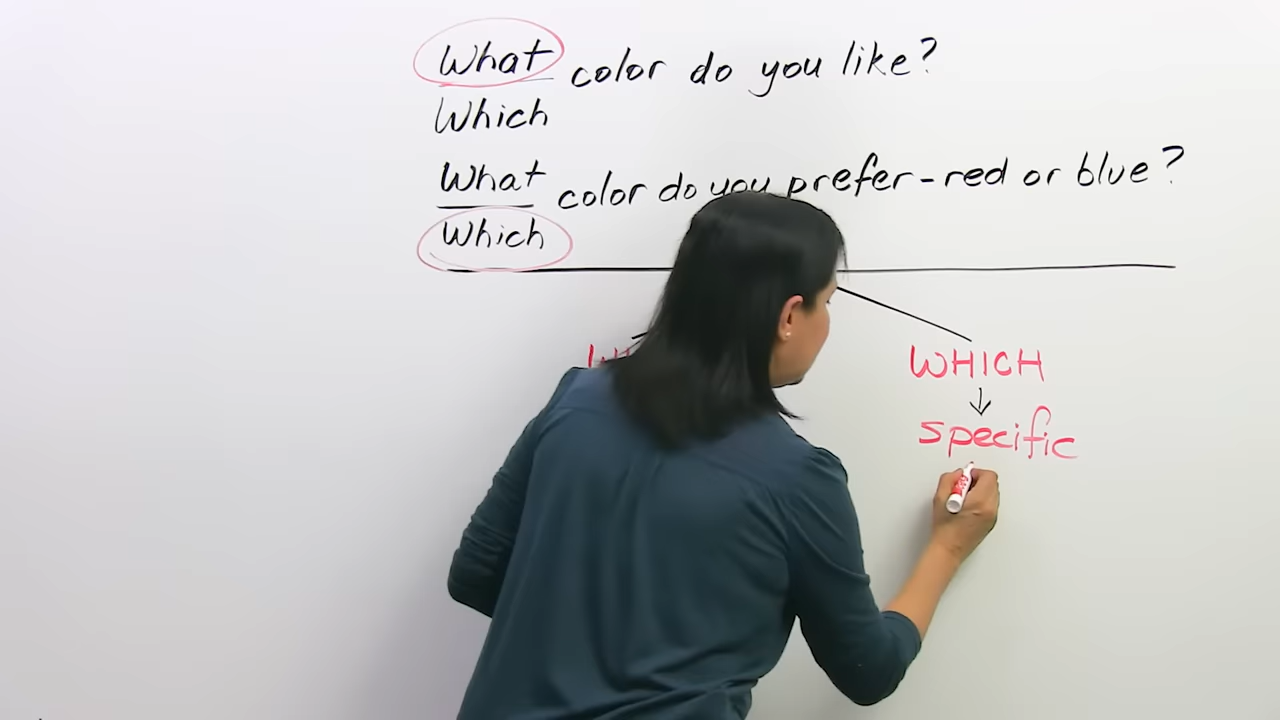 What color do you like?
Which
What color do you prefer - red or blue?
Which
WHICH
specific